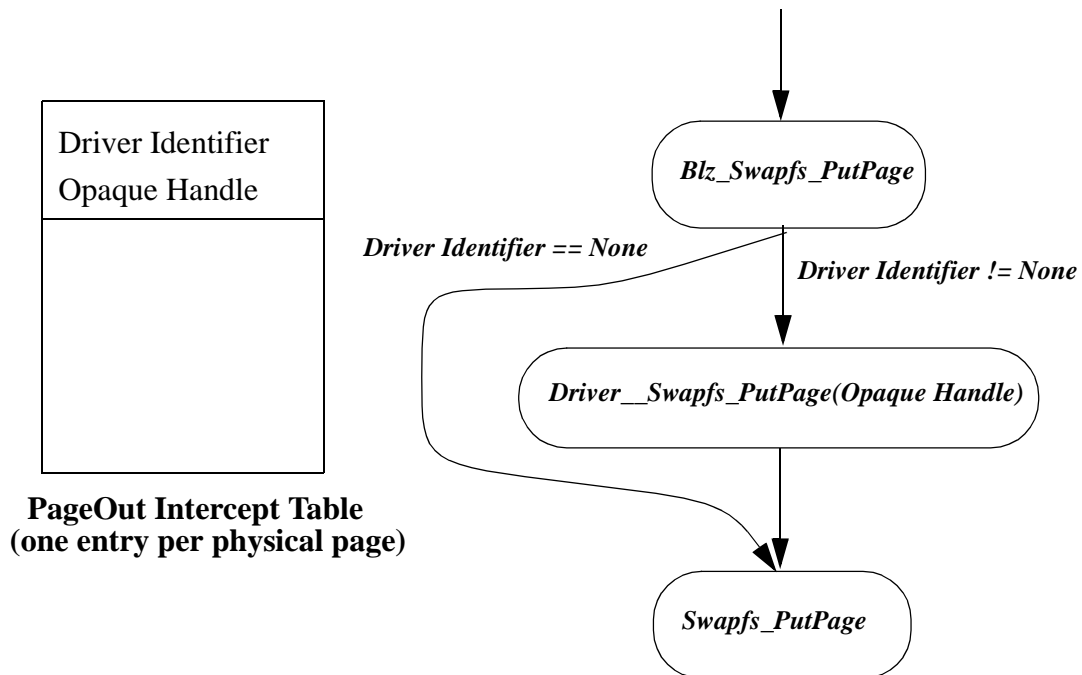 Driver Identifier
Opaque Handle
PageOut Intercept Table
(one entry per physical page)
Blz_Swapfs_PutPage
Driver Identifier == None
Driver Identifier != None
Driver__Swapfs_PutPage(Opaque Handle)
Swapfs_PutPage